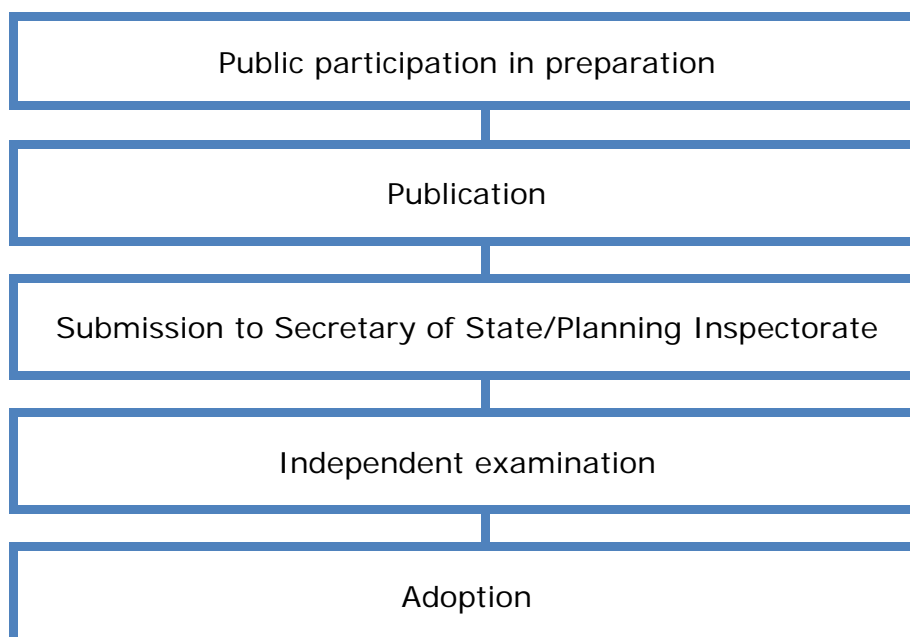 Public participation in preparation
Publication
Submission to Secretary of State/Planning Inspectorate
Independent examination
Adoption